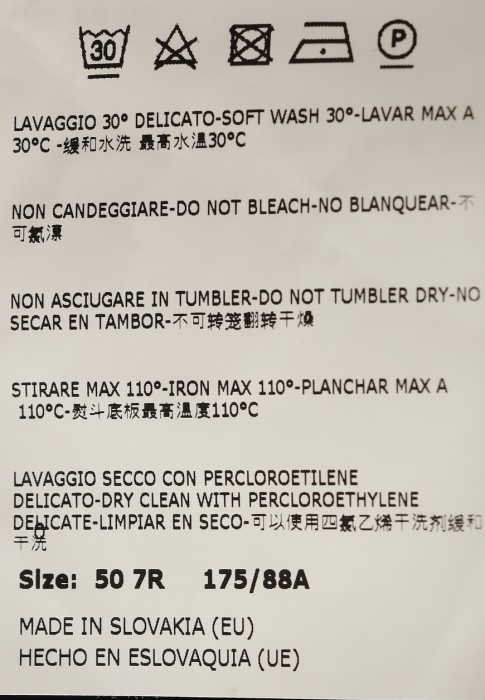 30 P
LAVAGGIO 30° DELICATO-SOFT WASH 30°-LAVAR MAX A
30°C -缓和水洗 最高水温30°C
NON CANDEGGIARE-DO NOT BLEACH-NO BLANQUEAR-不
可氯漂
NON ASCIUGARE IN TUMBLER-DO NOT TUMBLER DRY-NO
SECAR EN TAMBOR-不可转笼翻转干燥
STIRARE MAX 110°-IRON MAX 110°-PLANCHAR MAX A
110°C-熨斗底板最高温度110°C
LAVAGGIO SECCO CON PERCLOROETILENE
DELICATO-DRY CLEAN WITH PERCLOROETHYLENE
DELICATE-LIMPIAR EN SECO-可以使用四氯乙烯干洗剂缓和
干洗
Size: 50 7R 175/88A
MADE IN SLOVAKIA (EU)
HECHO EN ESLOVAQUIA (UE)